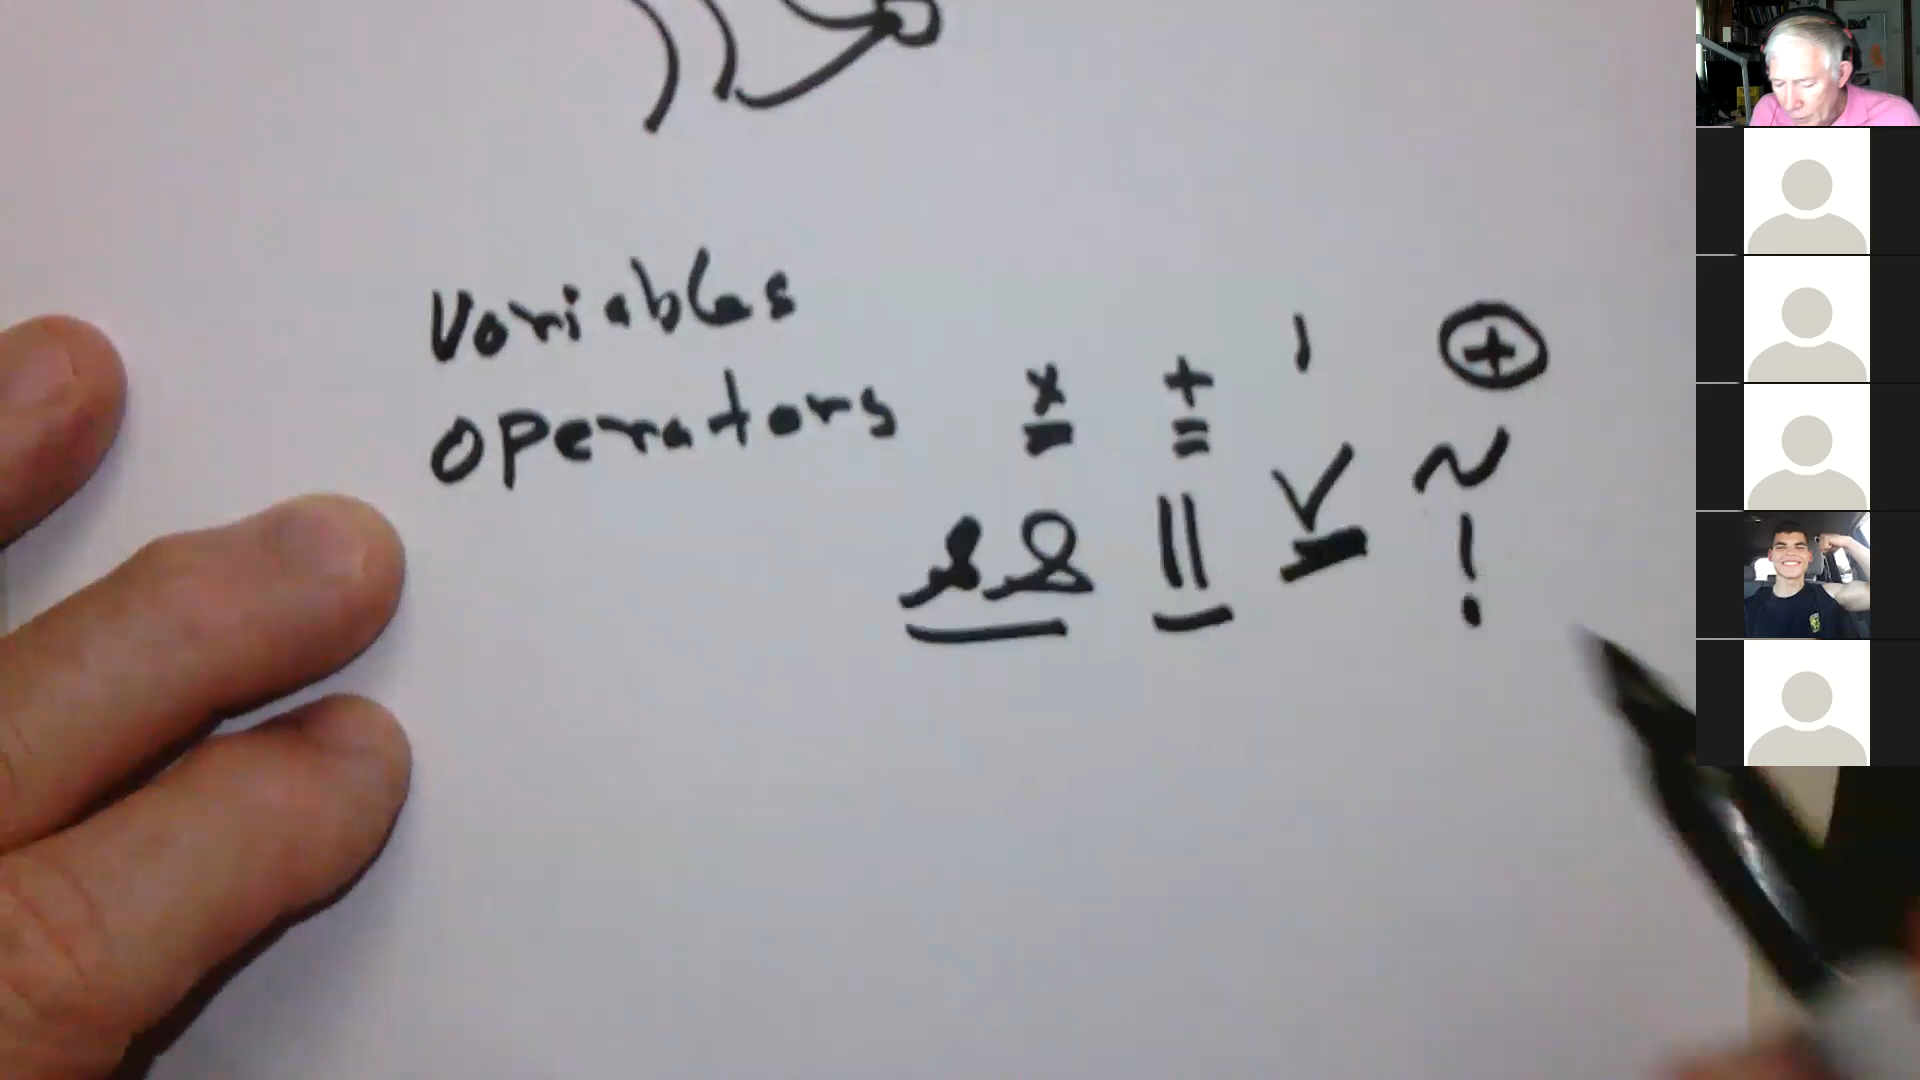 Variables
operators * + ' ⊕
= ~
&& || ✓ !